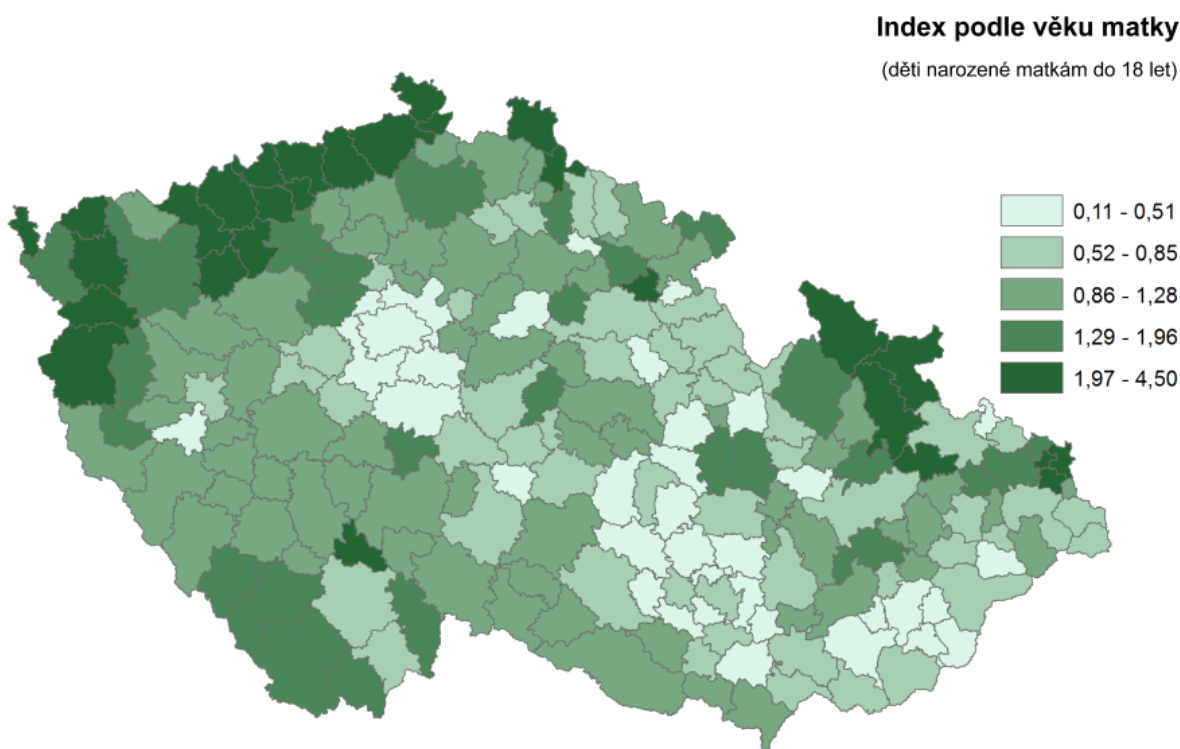 Index podle věku matky
(děti narozené matkám do 18 let)
0,11 - 0,51
0,52 - 0,85
0,86 - 1,28
1,29 - 1,96
1,97 - 4,50